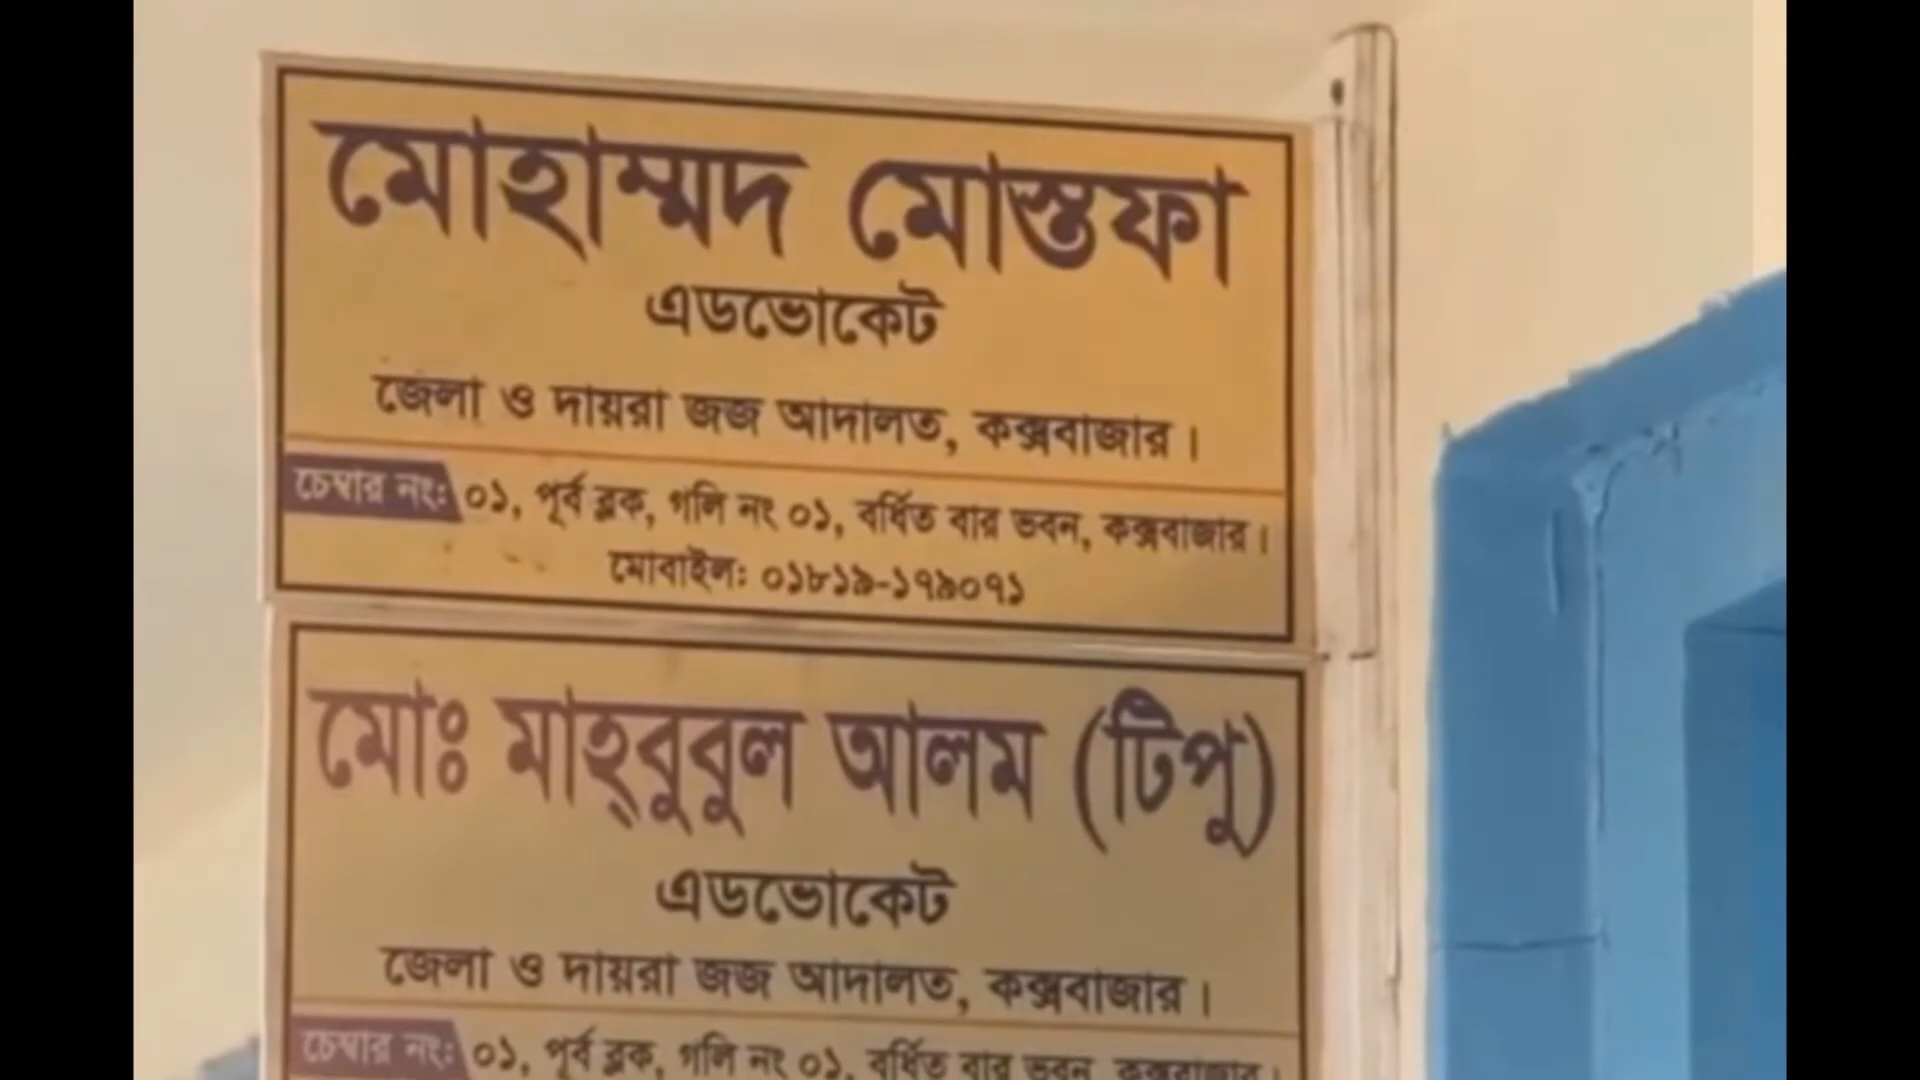 মোহাম্মদ মোস্তফা
এডভোকেট
জেলা ও দায়রা জজ আদালত, কক্সবাজার।
চেম্বার নং: ০১, পূর্ব ব্লক, গলি নং ০১, বর্ধিত বার ভবন, কক্সবাজার।
মোবাইল: ০১৮১৯-১৭৯০৭১
মোঃ মাহ্‌বুবুল আলম (টিপু)
এডভোকেট
জেলা ও দায়রা জজ আদালত, কক্সবাজার।
চেম্বার নং: ০১, পূর্ব ব্লক, গলি নং ০১, বর্ধিত বার ভবন, কক্সবাজার।